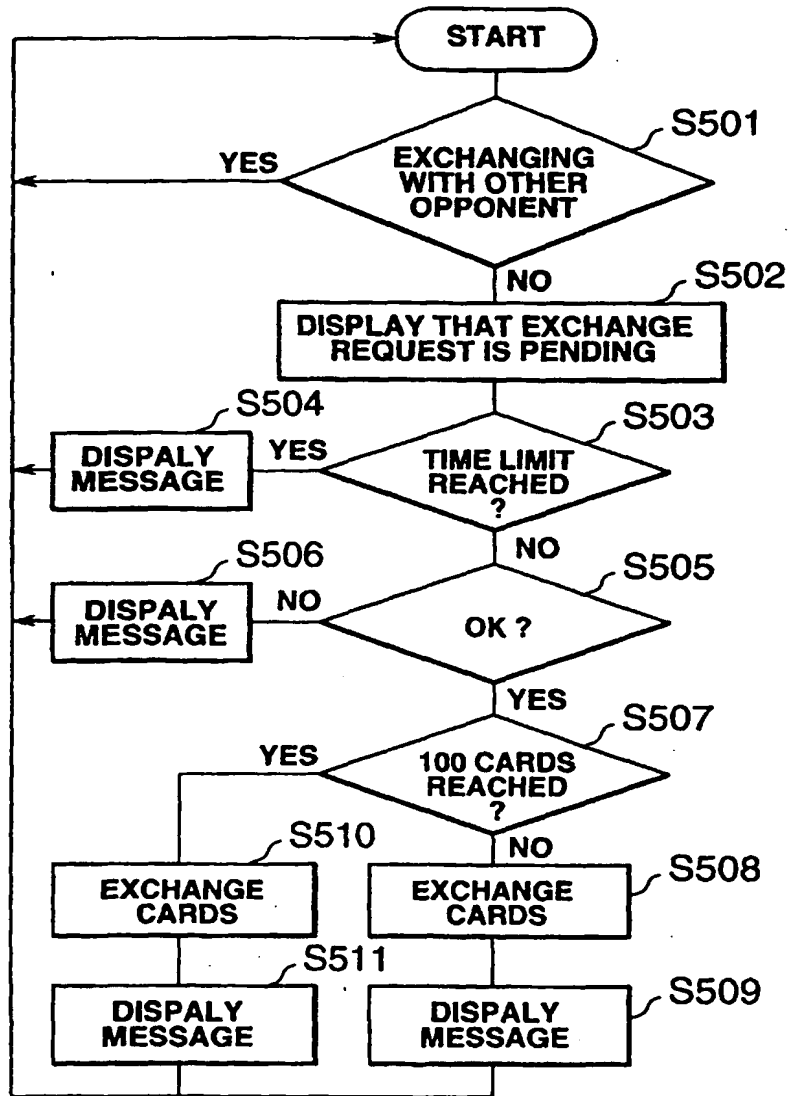 START
S501
YES
EXCHANGING
WITH OTHER
OPPONENT
NO
S502
DISPLAY THAT EXCHANGE
REQUEST IS PENDING
S504
S503
DISPALY
MESSAGE
YES
TIME LIMIT
REACHED
?
NO
S506
S505
DISPALY
MESSAGE
NO
OK ?
YES
S507
YES
100 CARDS
REACHED
?
NO
S510
S508
EXCHANGE
CARDS
EXCHANGE
CARDS
S511
S509
DISPALY
MESSAGE
DISPALY
MESSAGE